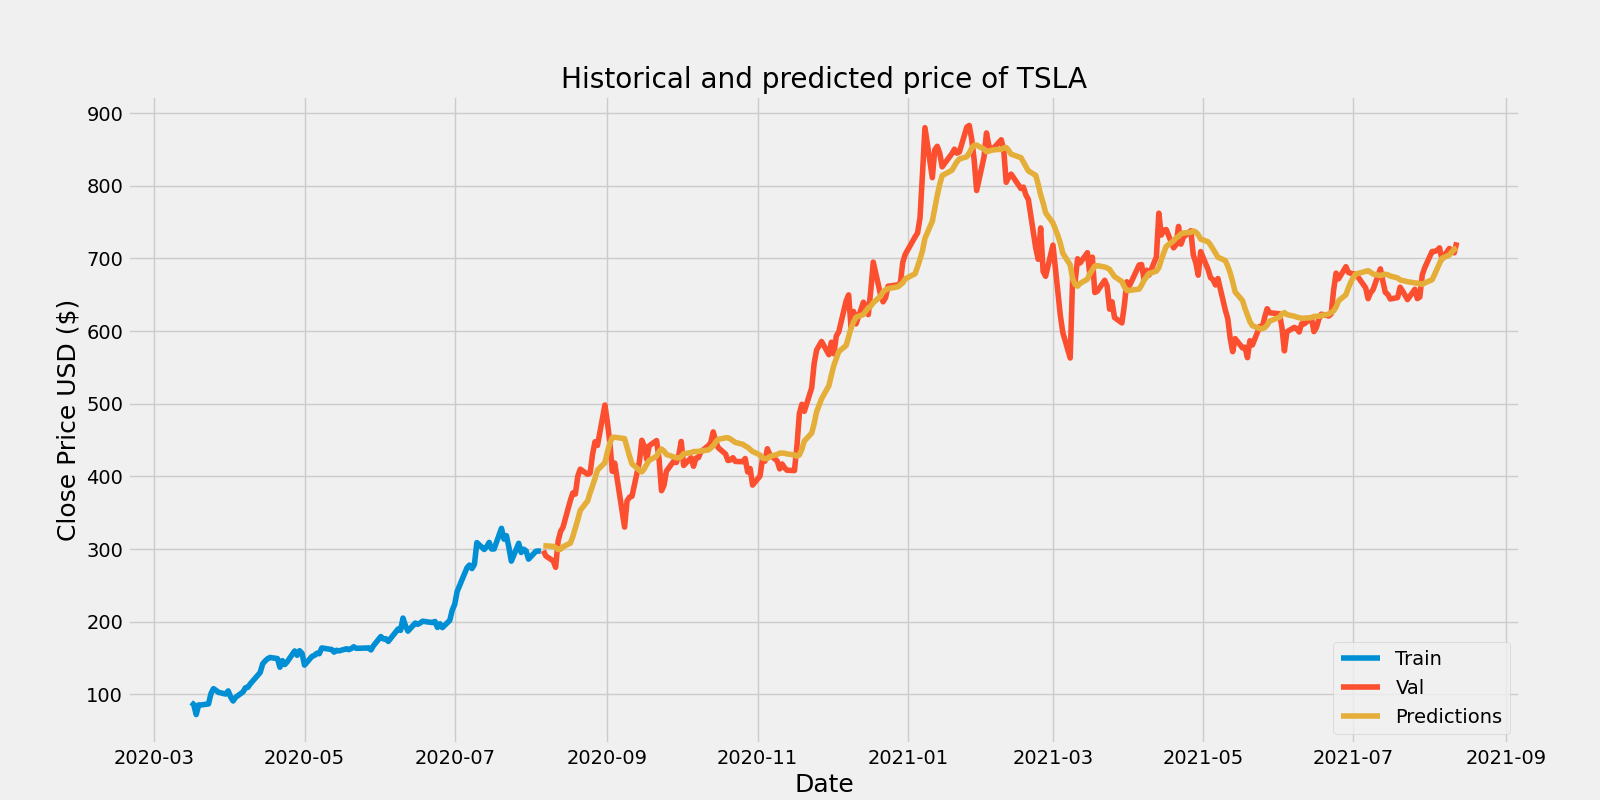 Historical and predicted price of TSLA
Close Price USD ($)
900
800
700
600
500
400
300
200
100
Train
Val
Predictions
2020-03 2020-05 2020-07 2020-09 2020-11 2021-01 2021-03 2021-05 2021-07 2021-09
Date